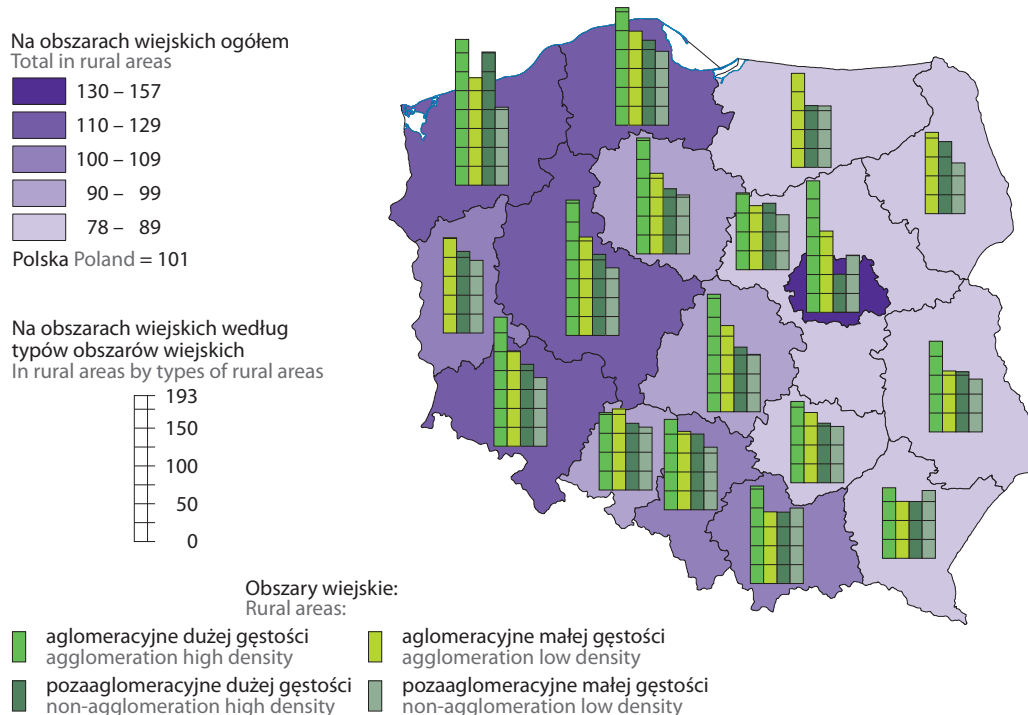 Na obszarach wiejskich ogółem
Total in rural areas
130 – 157
110 – 129
100 – 109
90 – 99
78 – 89
Polska Poland = 101
Na obszarach wiejskich według
typów obszarów wiejskich
In rural areas by types of rural areas
193
150
100
50
0
Obszary wiejskie:
Rural areas:
aglomeracyjne dużej gęstości
agglomeration high density
aglomeracyjne małej gęstości
agglomeration low density
pozaaglomeracyjne dużej gęstości
non-agglomeration high density
pozaaglomeracyjne małej gęstości
non-agglomeration low density